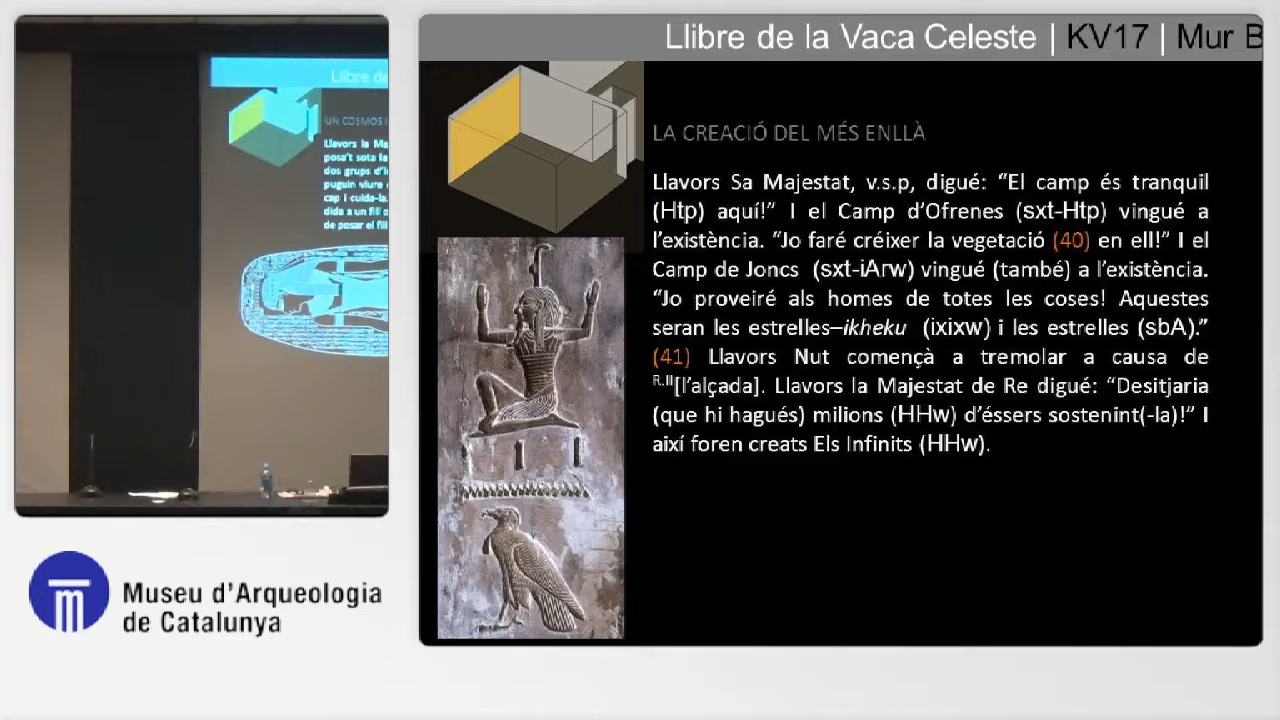 Llibre de la Vaca Celeste | KV17 | Mur B
LA CREACIÓ DEL MÉS ENLLÀ
Llavors Sa Majestat, v.s.p, digué: “El camp és tranquil
(Htp) aquí!” I el Camp d’Ofrenes (sxt-Htp) vingué a
l’existència. “Jo faré créixer la vegetació (40) en ell!” I el
Camp de Joncs (sxt-iArw) vingué (també) a l’existència.
“Jo proveiré als homes de totes les coses! Aquestes
seran les estrelles–ikheku (ixixw) i les estrelles (sbA).”
(41) Llavors Nut començà a tremolar a causa de
R.II[l’alçada]. Llavors la Majestat de Re digué: “Desitjaria
(que hi hagués) milions (HHw) d’éssers sostenint(-la)!” I
així foren creats Els Infinits (HHw).
Llibre de
UN COSMOS I
Llavors la Ma
posa’t sota la
dos grups d’I
puguin viure
cap i cuida-la.
dida a un fill o
de posar el fill
Museu d’Arqueologia
de Catalunya